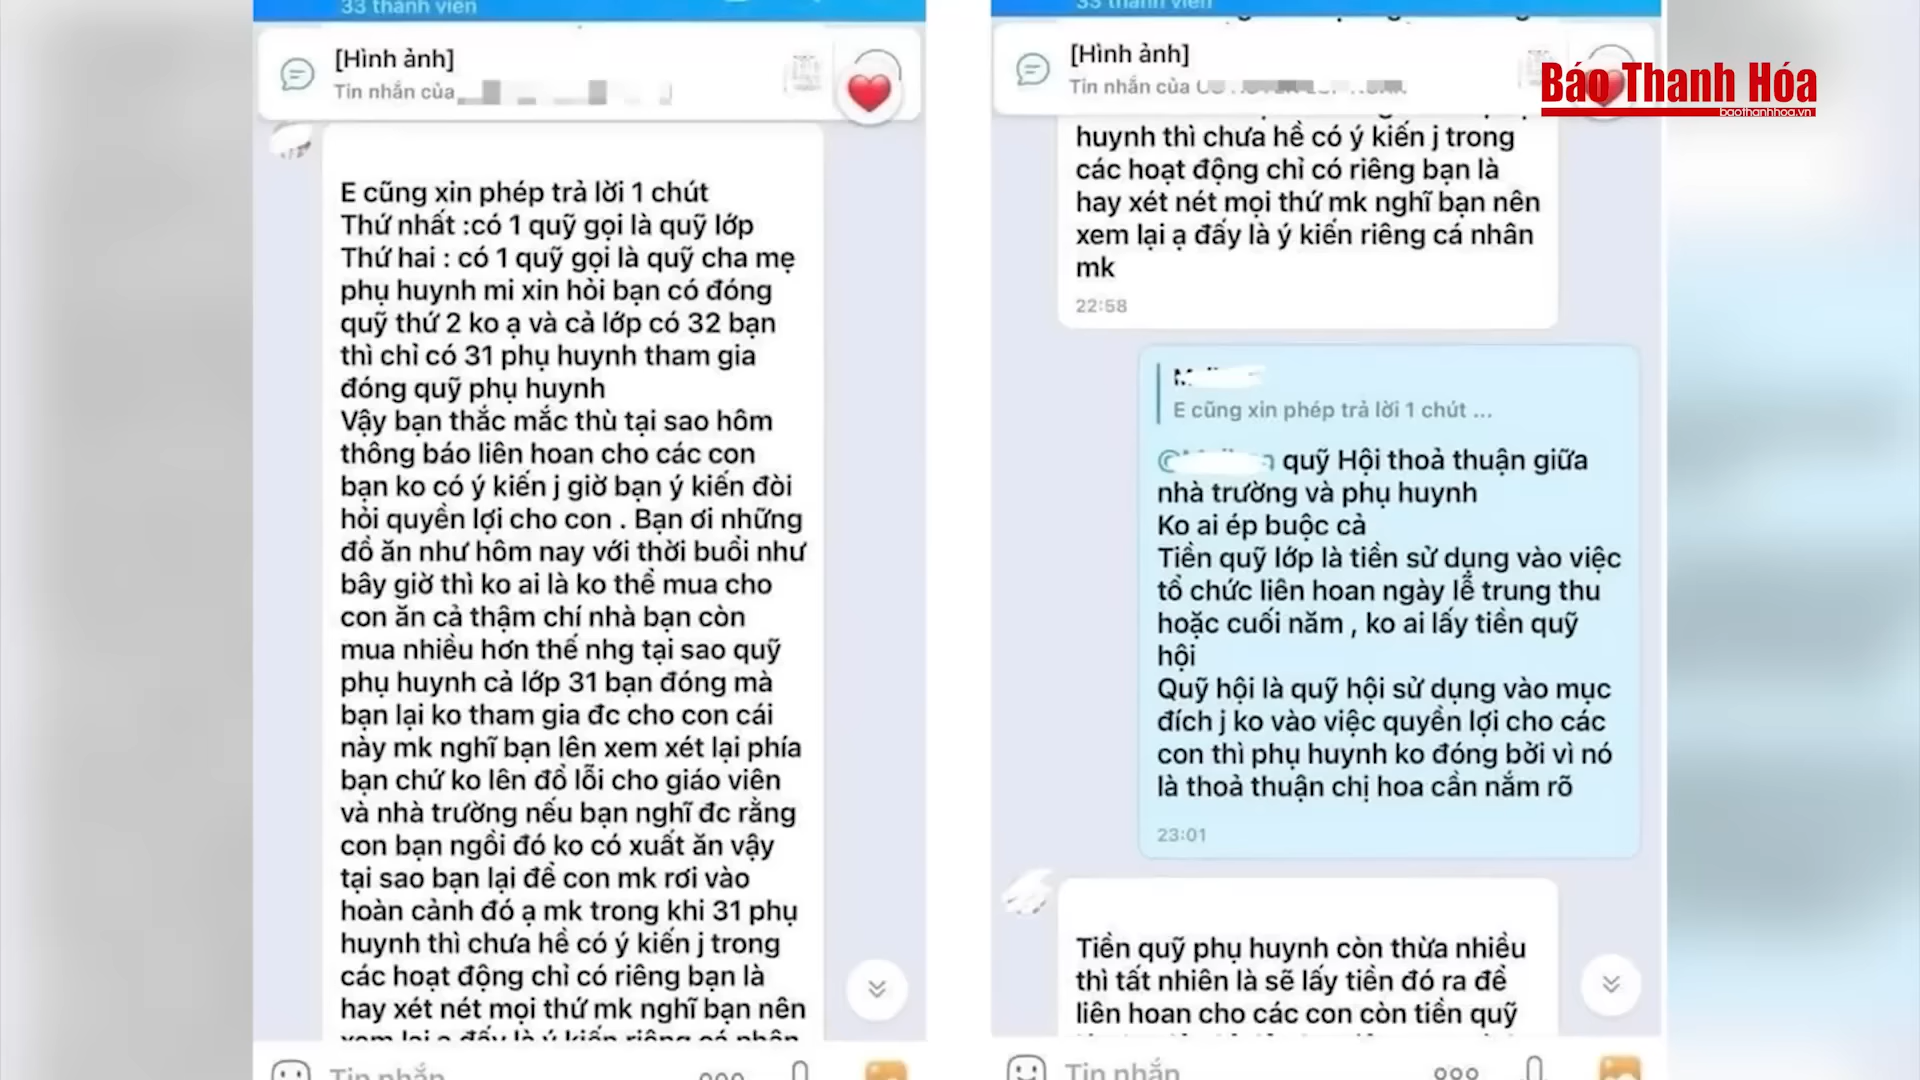 33 thành viên
[Hình ảnh]
Tin nhắn của
E cũng xin phép trả lời 1 chút
Thứ nhất :có 1 quỹ gọi là quỹ lớp
Thứ hai : có 1 quỹ gọi là quỹ cha mẹ
phụ huynh mi xin hỏi bạn có đóng
quỹ thứ 2 ko ạ và cả lớp có 32 bạn
thì chỉ có 31 phụ huynh tham gia
đóng quỹ phụ huynh
Vậy bạn thắc mắc thù tại sao hôm
thông báo liên hoan cho các con
bạn ko có ý kiến j giờ bạn ý kiến đòi
hỏi quyền lợi cho con . Bạn ơi những
đồ ăn như hôm nay với thời buổi như
bây giờ thì ko ai là ko thể mua cho
con ăn cả thậm chí nhà bạn còn
mua nhiều hơn thế nhg tại sao quỹ
phụ huynh cả lớp 31 bạn đóng mà
bạn lại ko tham gia đc cho con cái
này mk nghĩ bạn lên xem xét lại phía
bạn chứ ko lên đổ lỗi cho giáo viên
và nhà trường nếu bạn nghĩ đc rằng
con bạn ngồi đó ko có xuất ăn vậy
tại sao bạn lại để con mk rơi vào
hoàn cảnh đó ạ mk trong khi 31 phụ
huynh thì chưa hề có ý kiến j trong
các hoạt động chỉ có riêng bạn là
hay xét nét mọi thứ mk nghĩ bạn nên
xem lại ạ đấy là ý kiến riêng cá nhân
Tin nhắn
33 thành viên
[Hình ảnh]
Tin nhắn của
huynh thì chưa hề có ý kiến j trong
các hoạt động chỉ có riêng bạn là
hay xét nét mọi thứ mk nghĩ bạn nên
xem lại ạ đấy là ý kiến riêng cá nhân
mk
22:58
E cũng xin phép trả lời 1 chút ...
quỹ Hội thoả thuận giữa
nhà trường và phụ huynh
Ko ai ép buộc cả
Tiền quỹ lớp là tiền sử dụng vào việc
tổ chức liên hoan ngày lễ trung thu
hoặc cuối năm , ko ai lấy tiền quỹ
hội
Quỹ hội là quỹ hội sử dụng vào mục
đích j ko vào việc quyền lợi cho các
con thì phụ huynh ko đóng bởi vì nó
là thoả thuận chị hoa cần nắm rõ
23:01
Tiền quỹ phụ huynh còn thừa nhiều
thì tất nhiên là sẽ lấy tiền đó ra để
liên hoan cho các con còn tiền quỹ
Tin nhắn
Báo Thanh Hóa
baothanhhoa.vn